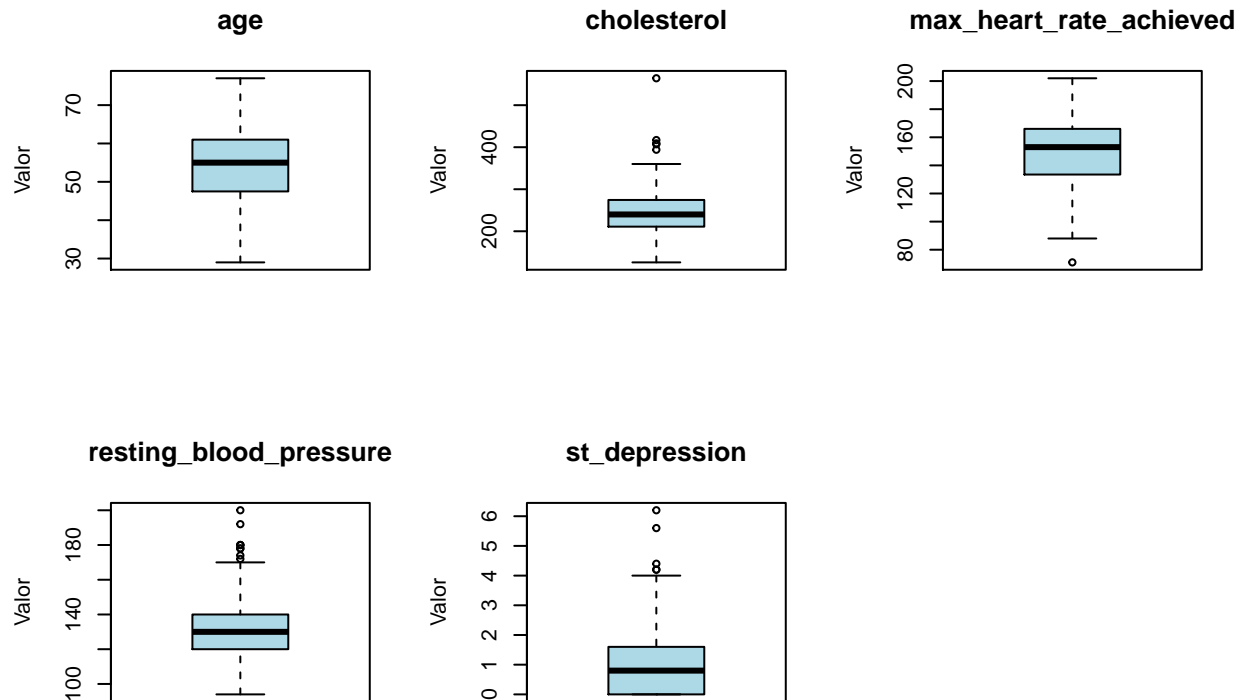 age
Valor
70
50
30
cholesterol
Valor
400
200
max_heart_rate_achieved
Valor
200
160
120
80
resting_blood_pressure
Valor
180
140
100
st_depression
Valor
6
5
4
3
2
1
0